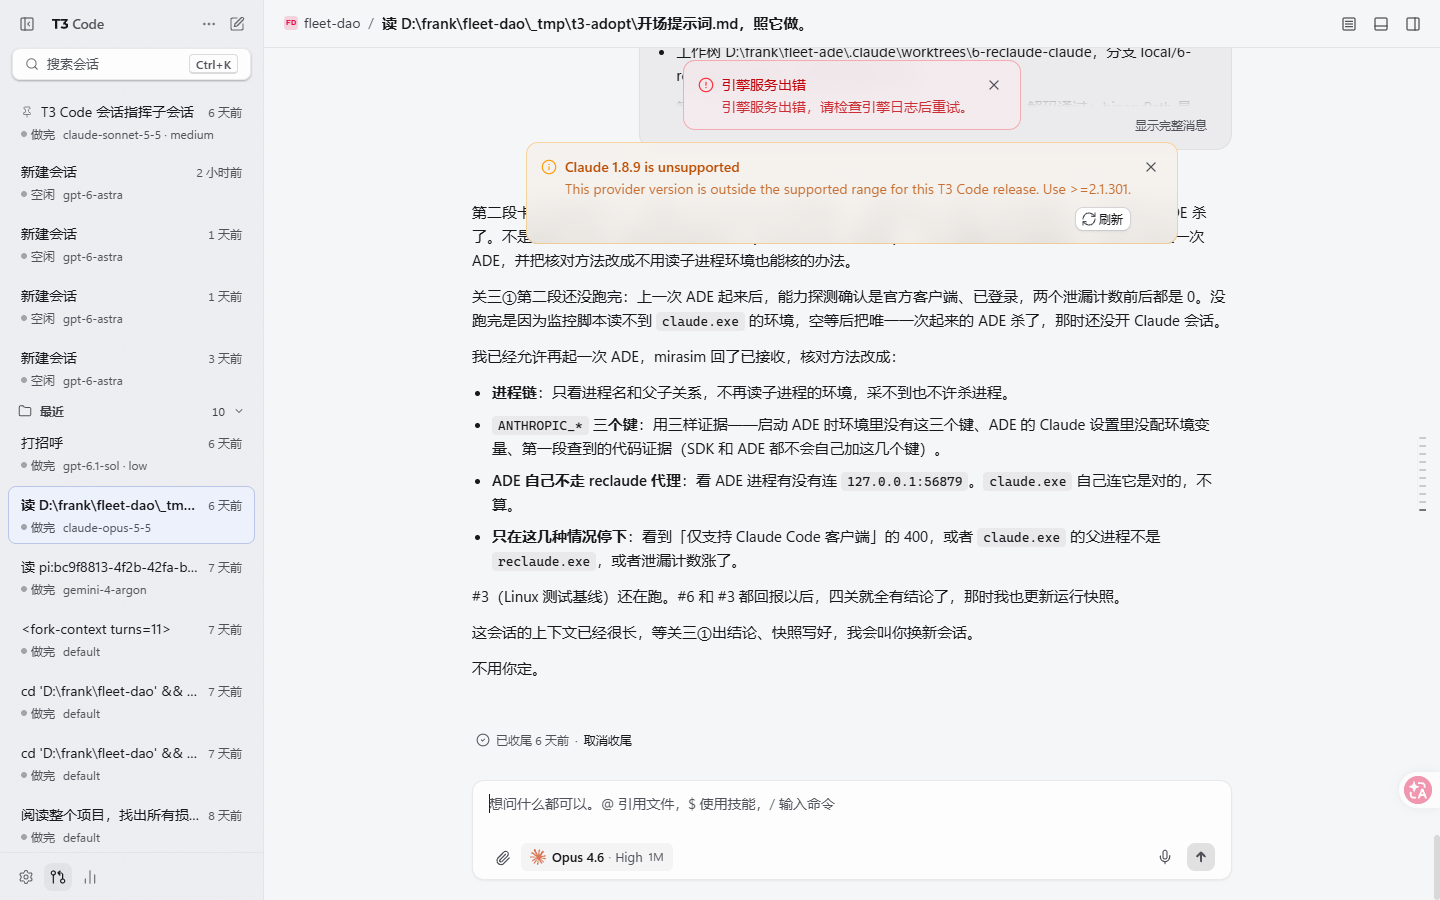 T3 Code
搜索会话
Ctrl+K
T3 Code 会话指挥子会话
6 天前
做完 claude-sonnet-5-5 · medium
新建会话
2 小时前
空闲 gpt-6-astra
新建会话
1 天前
空闲 gpt-6-astra
新建会话
1 天前
空闲 gpt-6-astra
新建会话
3 天前
空闲 gpt-6-astra
最近
10
打招呼
6 天前
做完 gpt-6.1-sol · low
读 D:\frank\fleet-dao\_tm...
6 天前
做完 claude-opus-5-5
读 pi:bc9f8813-4f2b-42fa-b...
7 天前
做完 gemini-4-argon
<fork-context turns=11>
7 天前
做完 default
cd 'D:\frank\fleet-dao' && ...
7 天前
做完 default
cd 'D:\frank\fleet-dao' && ...
7 天前
做完 default
阅读整个项目，找出所有损...
8 天前
做完 default
FD fleet-dao / 读 D:\frank\fleet-dao\_tmp\t3-adopt\开场提示词.md，照它做。
工作树 D:\frank\fleet-ade\.claude\worktrees\6-reclaude-claude，分支 local/6-
显示完整消息
引擎服务出错
引擎服务出错，请检查引擎日志后重试。
Claude 1.8.9 is unsupported
This provider version is outside the supported range for this T3 Code release. Use >=2.1.301.
刷新
第二段卡
DE 杀
了。不是
一次
ADE，并把核对方法改成不用读子进程环境也能核的办法。
关三①第二段还没跑完：上一次 ADE 起来后，能力探测确认是官方客户端、已登录，两个泄漏计数前后都是 0。没
跑完是因为监控脚本读不到 claude.exe 的环境，空等后把唯一一次起来的 ADE 杀了，那时还没开 Claude 会话。
我已经允许再起一次 ADE，mirasim 回了已接收，核对方法改成：
进程链：只看进程名和父子关系，不再读子进程的环境，采不到也不许杀进程。
ANTHROPIC_* 三个键：用三样证据——启动 ADE 时环境里没有这三个键、ADE 的 Claude 设置里没配环境变
量、第一段查到的代码证据（SDK 和 ADE 都不会自己加这几个键）。
ADE 自己不走 reclaude 代理：看 ADE 进程有没有连 127.0.0.1:56879。claude.exe 自己连它是对的，不
算。
只在这几种情况停下：看到「仅支持 Claude Code 客户端」的 400，或者 claude.exe 的父进程不是
reclaude.exe，或者泄漏计数涨了。
#3（Linux 测试基线）还在跑。#6 和 #3 都回报以后，四关就全有结论了，那时我也更新运行快照。
这会话的上下文已经很长，等关三①出结论、快照写好，我会叫你换新会话。
不用你定。
已收尾 6 天前 · 取消收尾
想问什么都可以。@ 引用文件，$ 使用技能，/ 输入命令
Opus 4.6 · High 1M